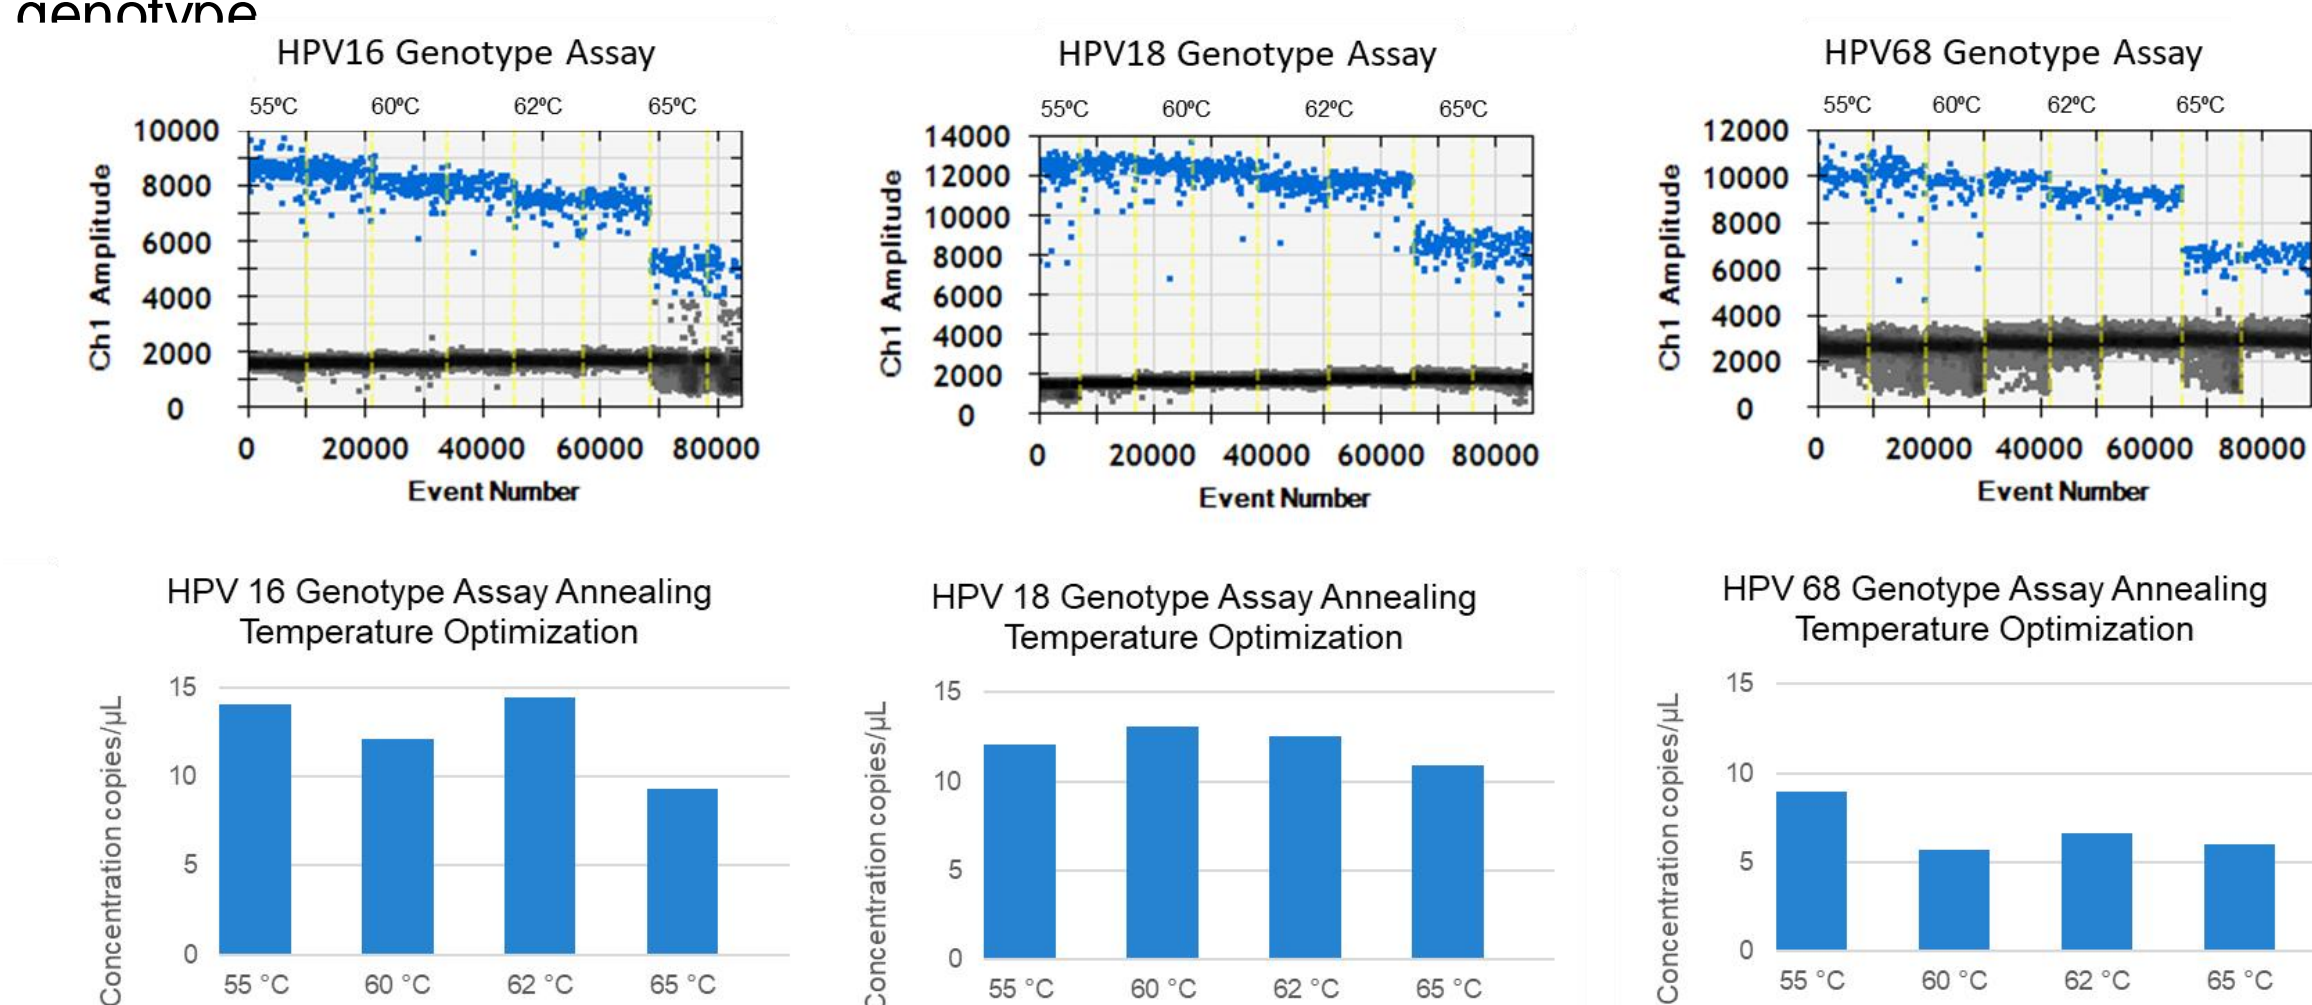 genotype
HPV16 Genotype Assay
55ºC 60ºC 62ºC 65ºC
10000
8000
6000
4000
2000
0
Ch1 Amplitude
0 20000 40000 60000 80000
Event Number
HPV18 Genotype Assay
55ºC 60ºC 62ºC 65ºC
14000
12000
10000
8000
6000
4000
2000
0
Ch1 Amplitude
0 20000 40000 60000 80000
Event Number
HPV68 Genotype Assay
55ºC 60ºC 62ºC 65ºC
12000
10000
8000
6000
4000
2000
0
Ch1 Amplitude
0 20000 40000 60000 80000
Event Number
HPV 16 Genotype Assay Annealing
Temperature Optimization
15
10
5
0
Concentration copies/µL
55 °C 60 °C 62 °C 65 °C
HPV 18 Genotype Assay Annealing
Temperature Optimization
15
10
5
0
Concentration copies/µL
55 °C 60 °C 62 °C 65 °C
HPV 68 Genotype Assay Annealing
Temperature Optimization
15
10
5
0
Concentration copies/µL
55 °C 60 °C 62 °C 65 °C